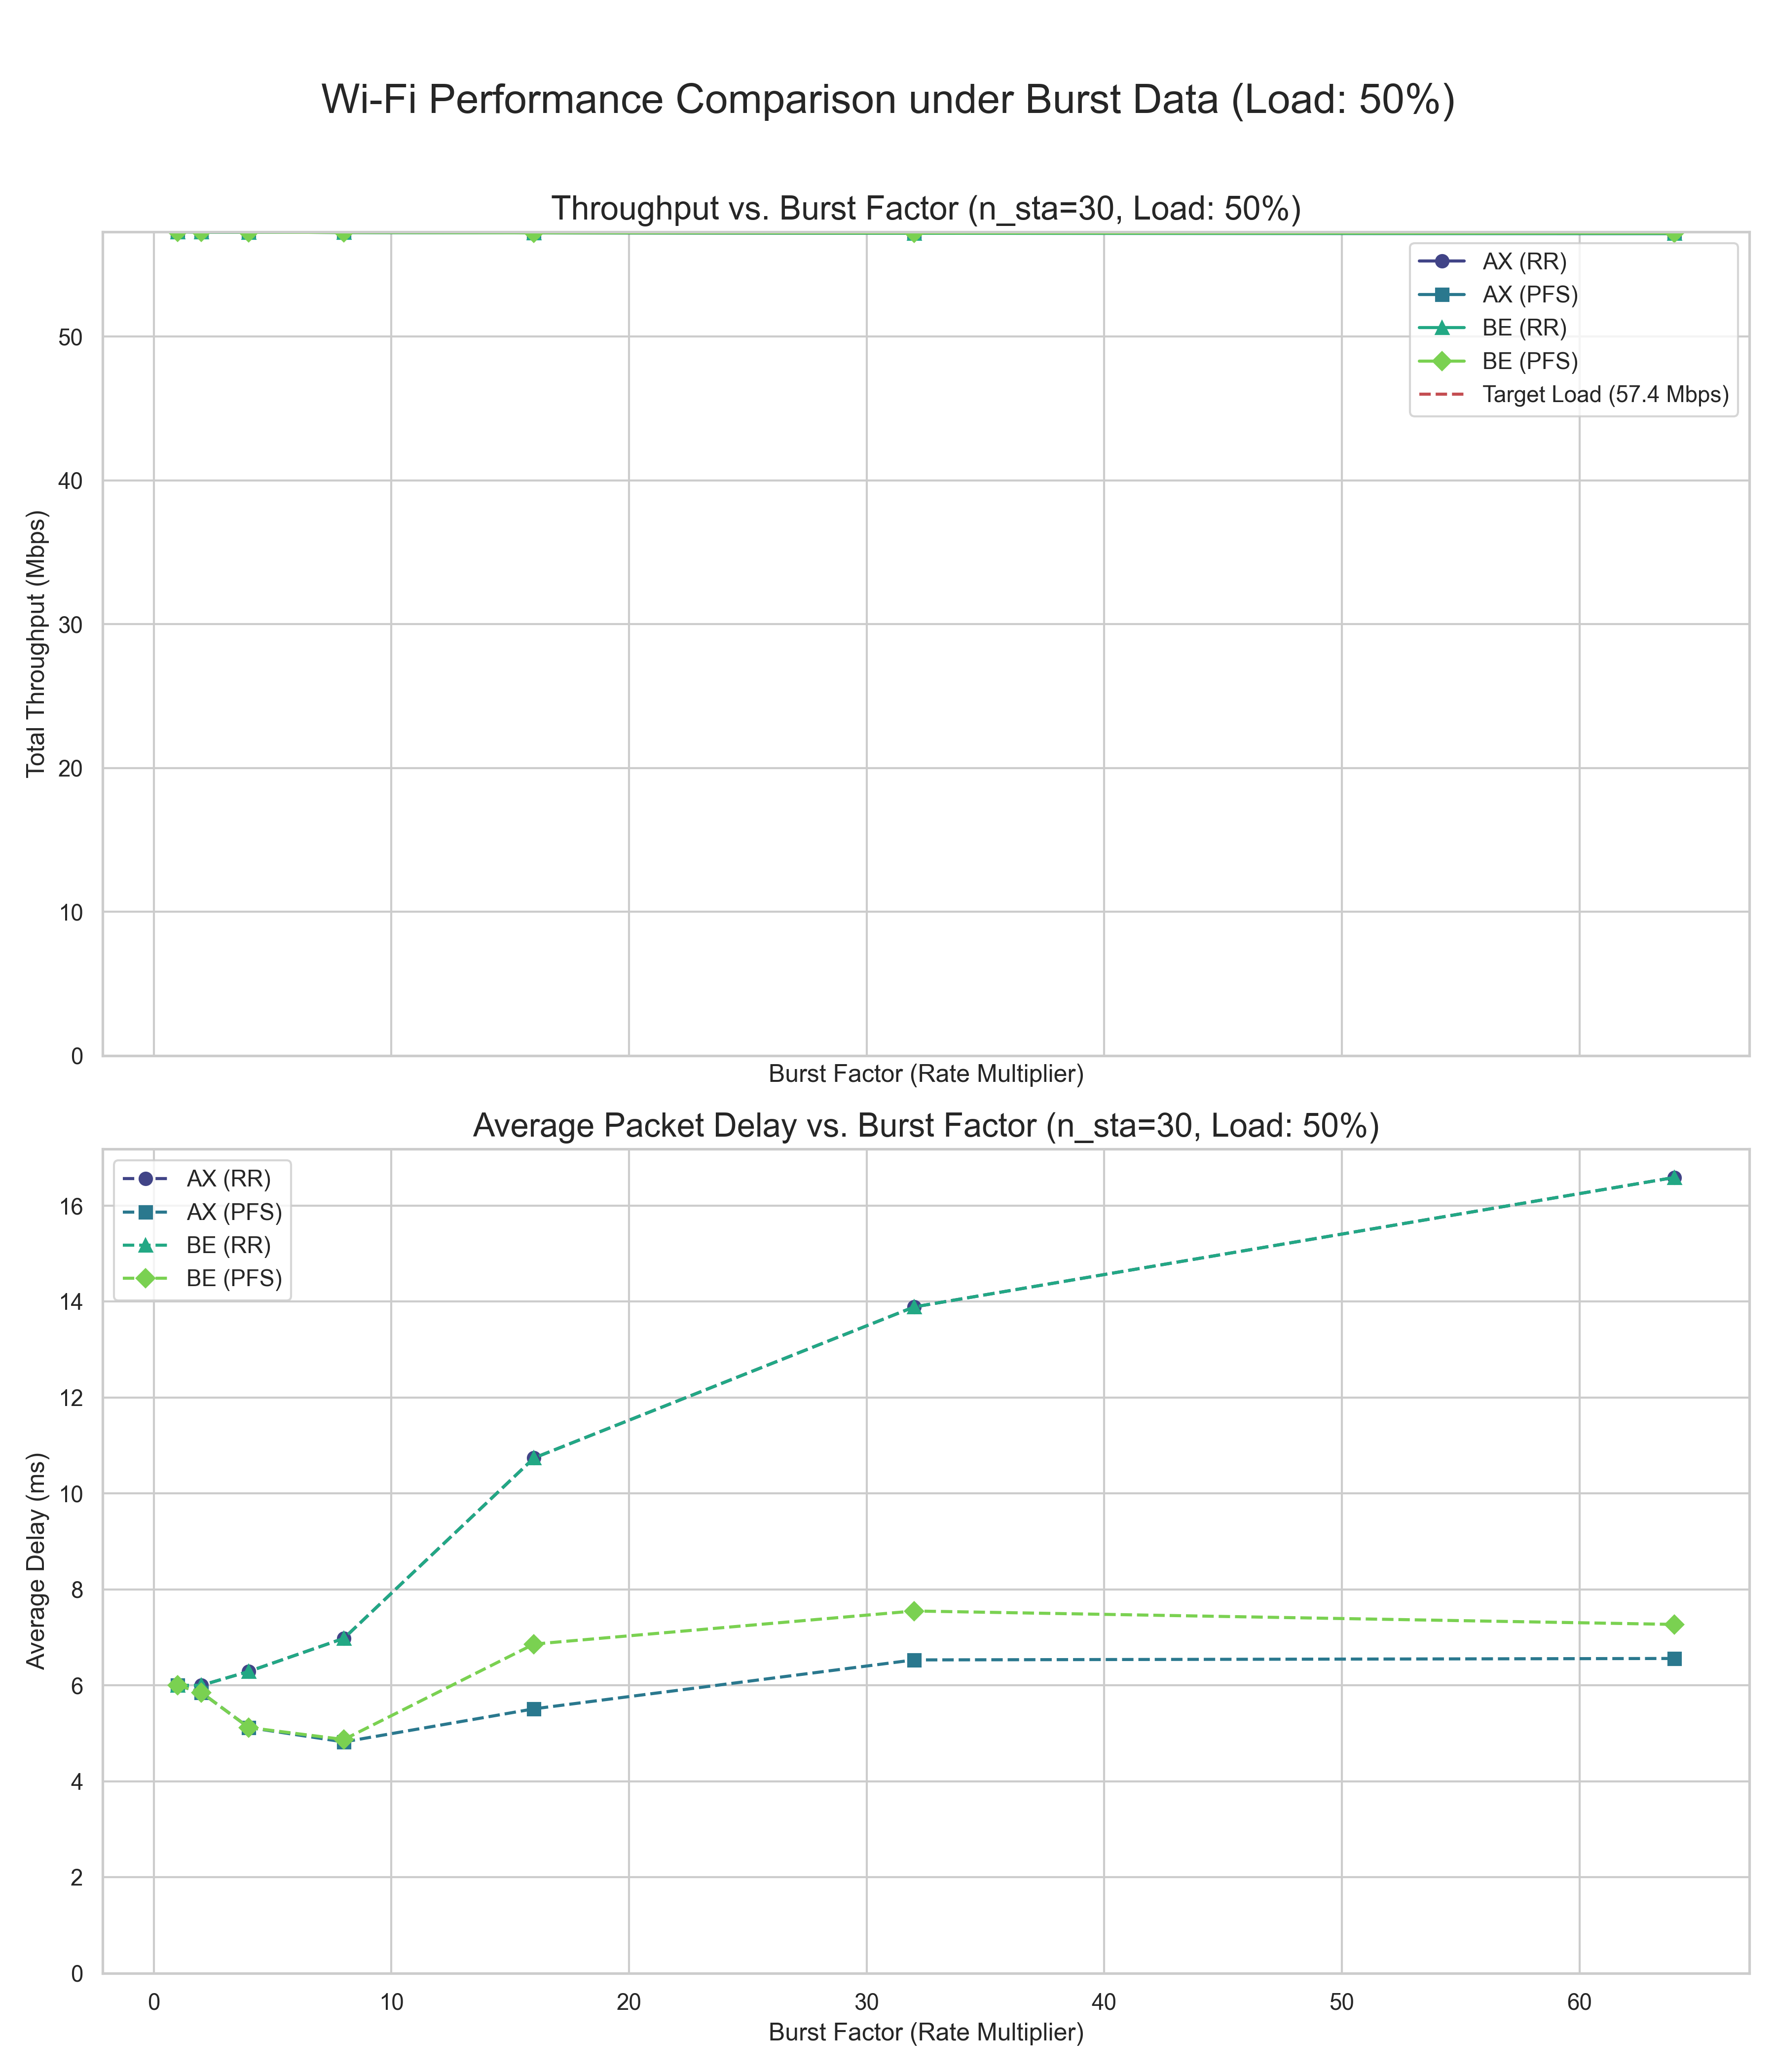 Wi-Fi Performance Comparison under Burst Data (Load: 50%)
Throughput vs. Burst Factor (n_sta=30, Load: 50%)
AX (RR)
AX (PFS)
BE (RR)
BE (PFS)
Target Load (57.4 Mbps)
50
40
30
20
10
0
Total Throughput (Mbps)
Burst Factor (Rate Multiplier)
Average Packet Delay vs. Burst Factor (n_sta=30, Load: 50%)
AX (RR)
AX (PFS)
BE (RR)
BE (PFS)
16
14
12
10
8
6
4
2
0
Average Delay (ms)
0 10 20 30 40 50 60
Burst Factor (Rate Multiplier)